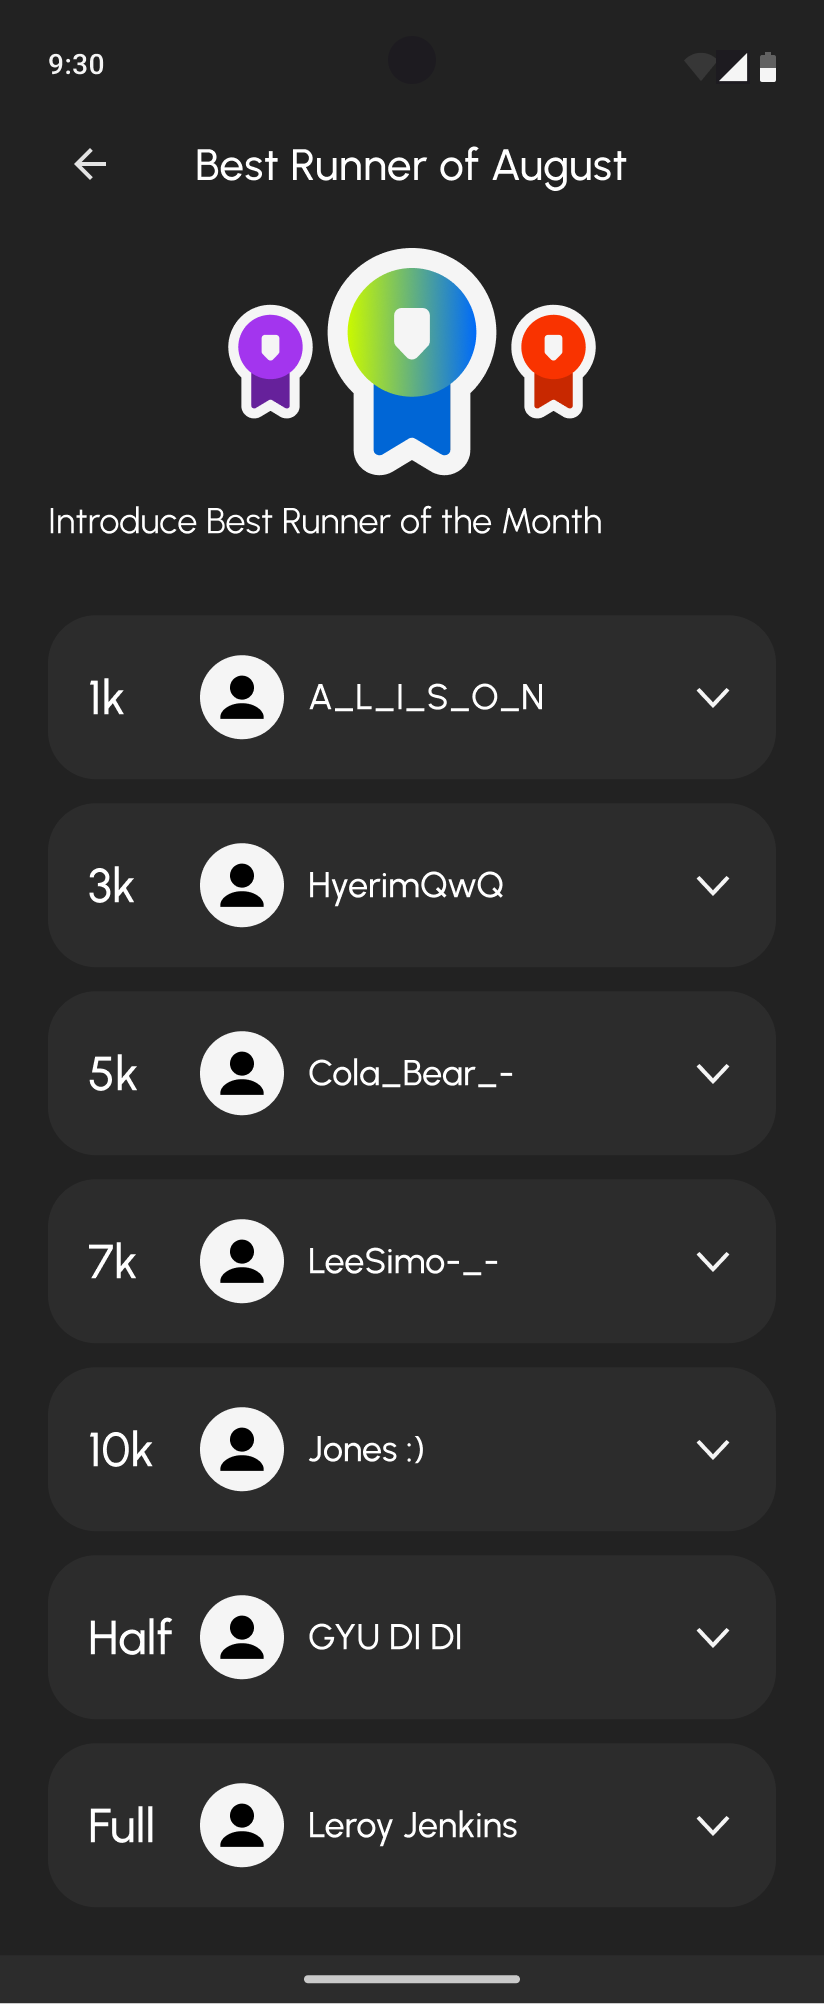 9:30
Best Runner of August
Introduce Best Runner of the Month
1k A_L_I_S_O_N
3k HyerimQwQ
5k Cola_Bear_-
7k LeeSimo-_-
10k Jones :)
Half GYU DI DI
Full Leroy Jenkins